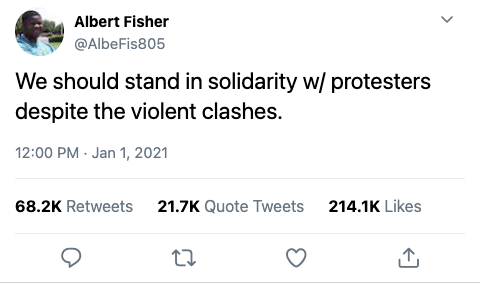 Albert Fisher
@AlbeFis805
We should stand in solidarity w/ protesters
despite the violent clashes.
12:00 PM · Jan 1, 2021
68.2K Retweets 21.7K Quote Tweets 214.1K Likes